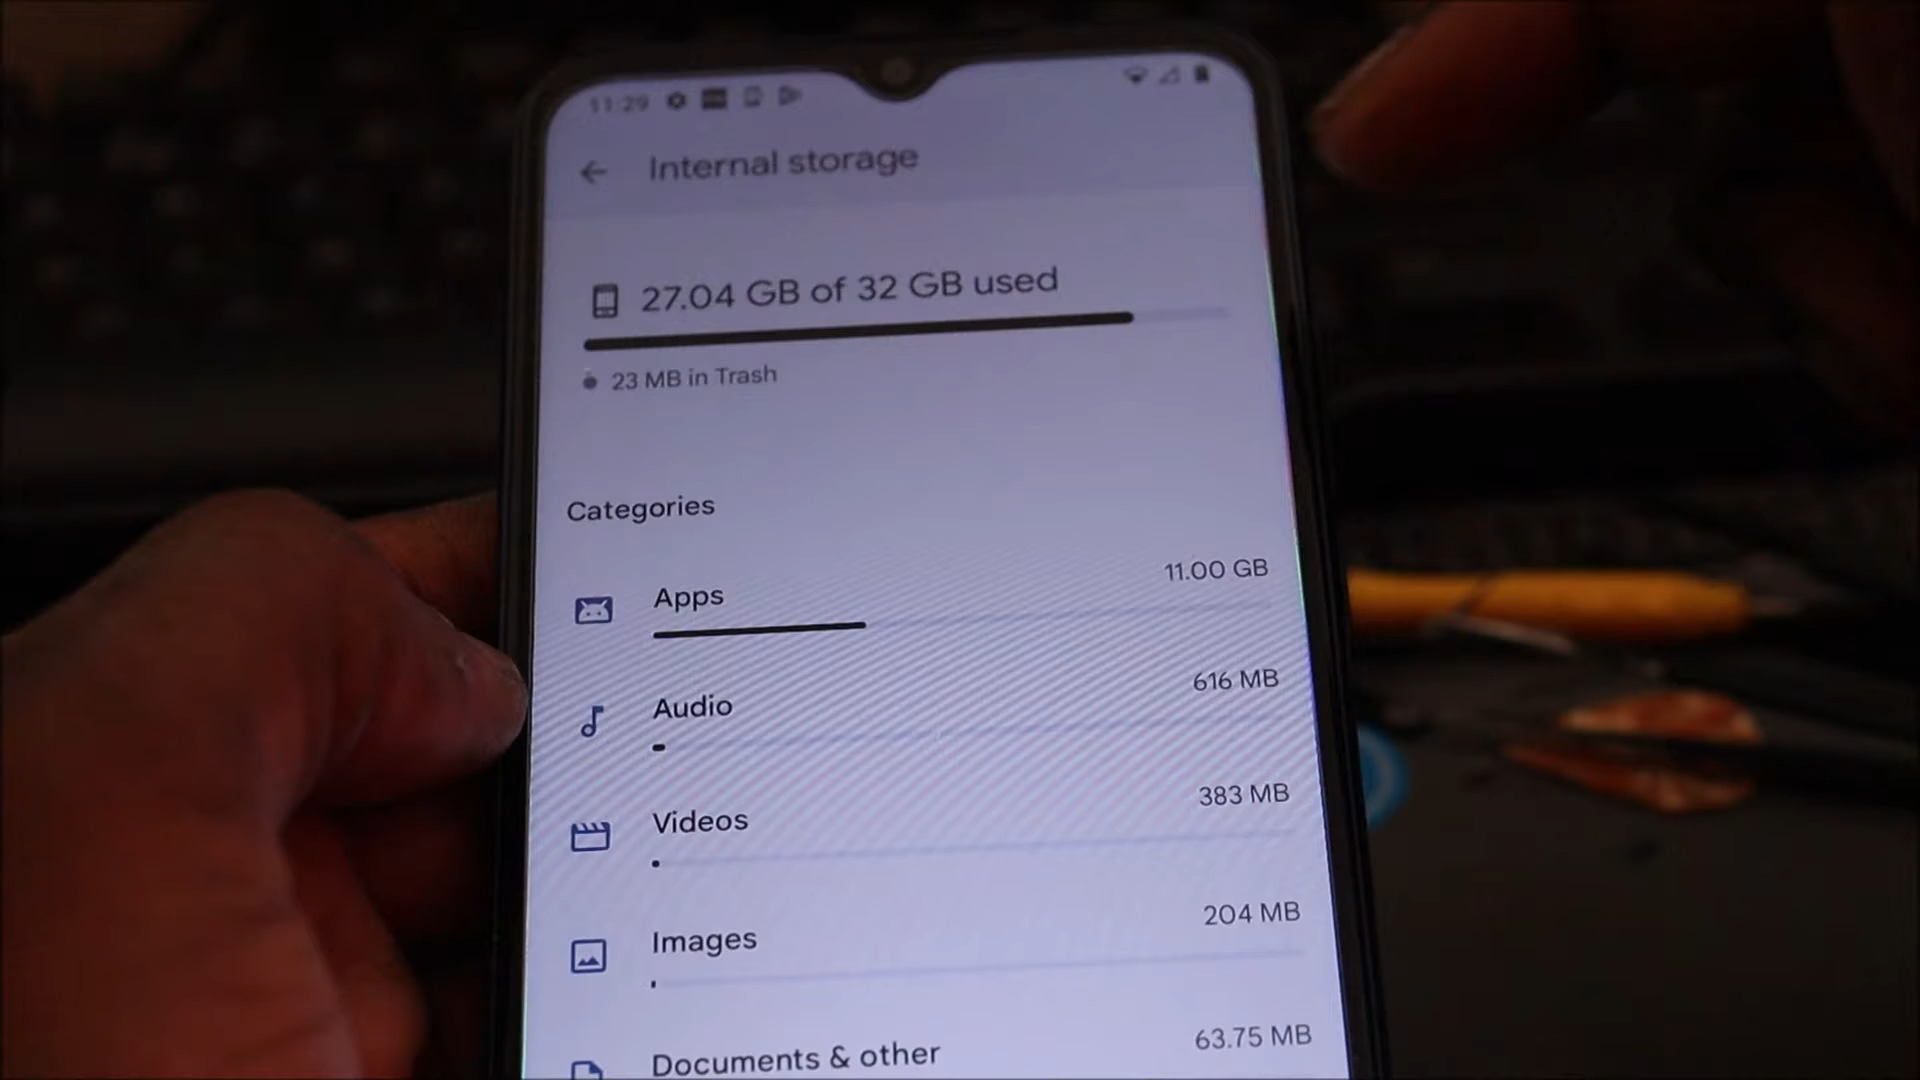 11:29
Internal storage
27.04 GB of 32 GB used
23 MB in Trash
Categories
Apps
11.00 GB
Audio
616 MB
Videos
383 MB
Images
204 MB
Documents & other
63.75 MB